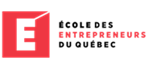 É
ÉCOLE DES
ENTREPRENEURS
DU QUÉBEC